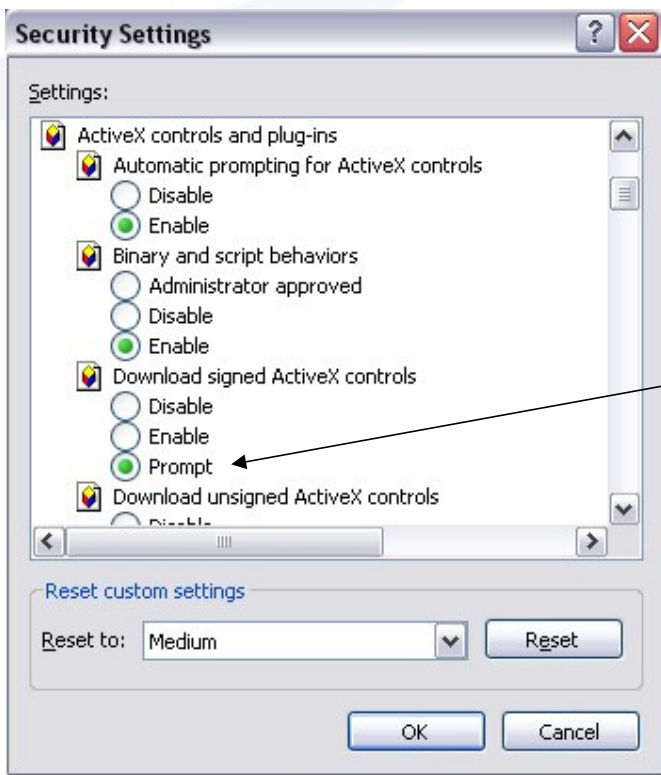 Security Settings
Settings:
ActiveX controls and plug-ins
Automatic prompting for ActiveX controls
Disable
Enable
Binary and script behaviors
Administrator approved
Disable
Enable
Download signed ActiveX controls
Disable
Enable
Prompt
Download unsigned ActiveX controls
Disable
Reset custom settings
Reset to: Medium Reset
OK Cancel